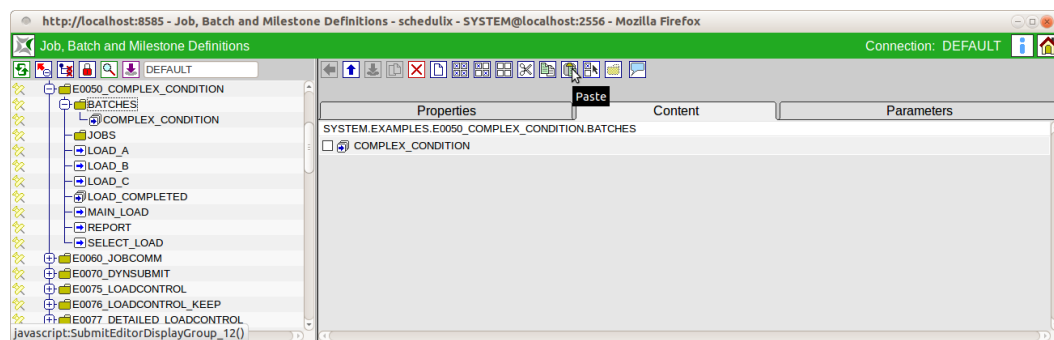 http://localhost:8585 - Job, Batch and Milestone Definitions - schedulix - SYSTEM@localhost:2556 - Mozilla Firefox
Job, Batch and Milestone Definitions
Connection: DEFAULT
DEFAULT
Paste
E0050_COMPLEX_CONDITION
BATCHES
COMPLEX_CONDITION
JOBS
LOAD_A
LOAD_B
LOAD_C
LOAD_COMPLETED
MAIN_LOAD
REPORT
SELECT_LOAD
E0060_JOBCOMM
E0070_DYNSUBMIT
E0075_LOADCONTROL
E0076_LOADCONTROL_KEEP
E0077_DETAILED_LOADCONTROL
javascript:SubmitEditorDisplayGroup_12()
Properties
Content
Parameters
SYSTEM.EXAMPLES.E0050_COMPLEX_CONDITION.BATCHES
COMPLEX_CONDITION